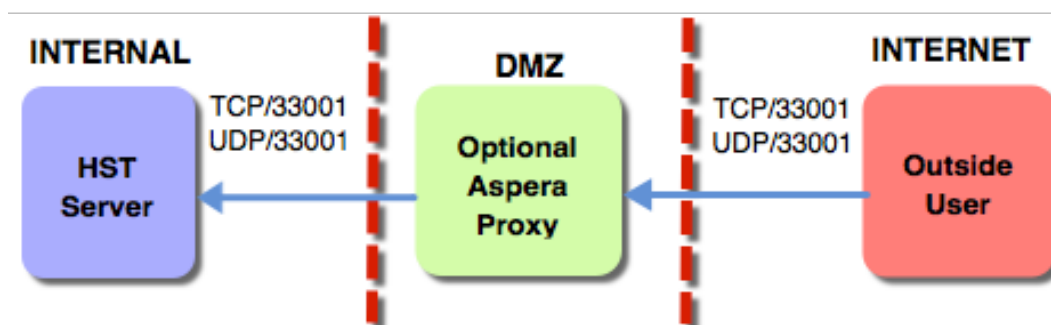 INTERNAL
DMZ
INTERNET
TCP/33001
UDP/33001
TCP/33001
UDP/33001
HST
Server
Optional
Aspera
Proxy
Outside
User